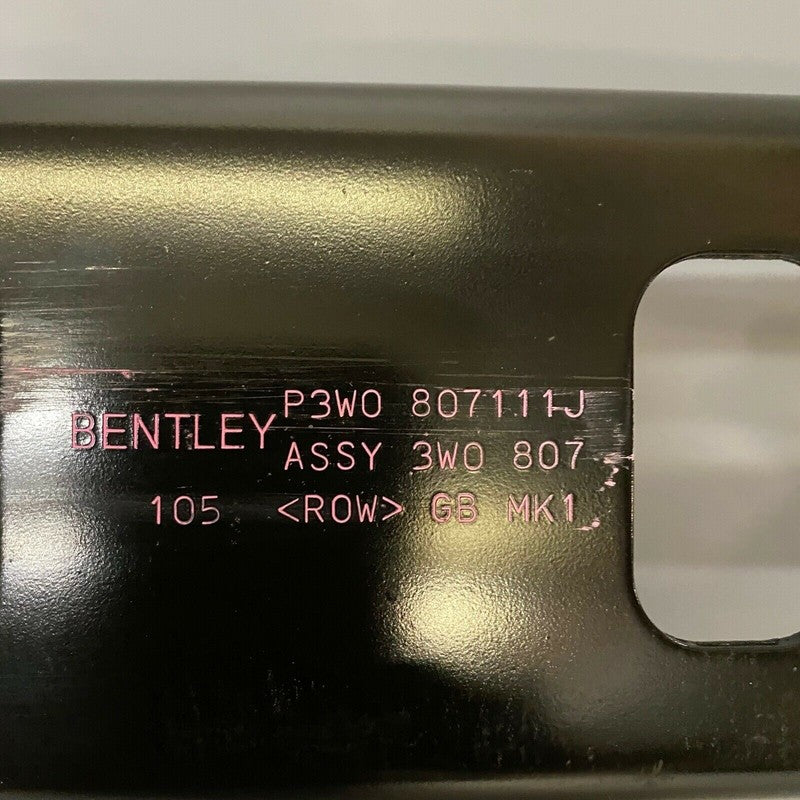 BENTLEY P3W0 807111J
ASSY 3W0 807
105 <ROW> GB MK1